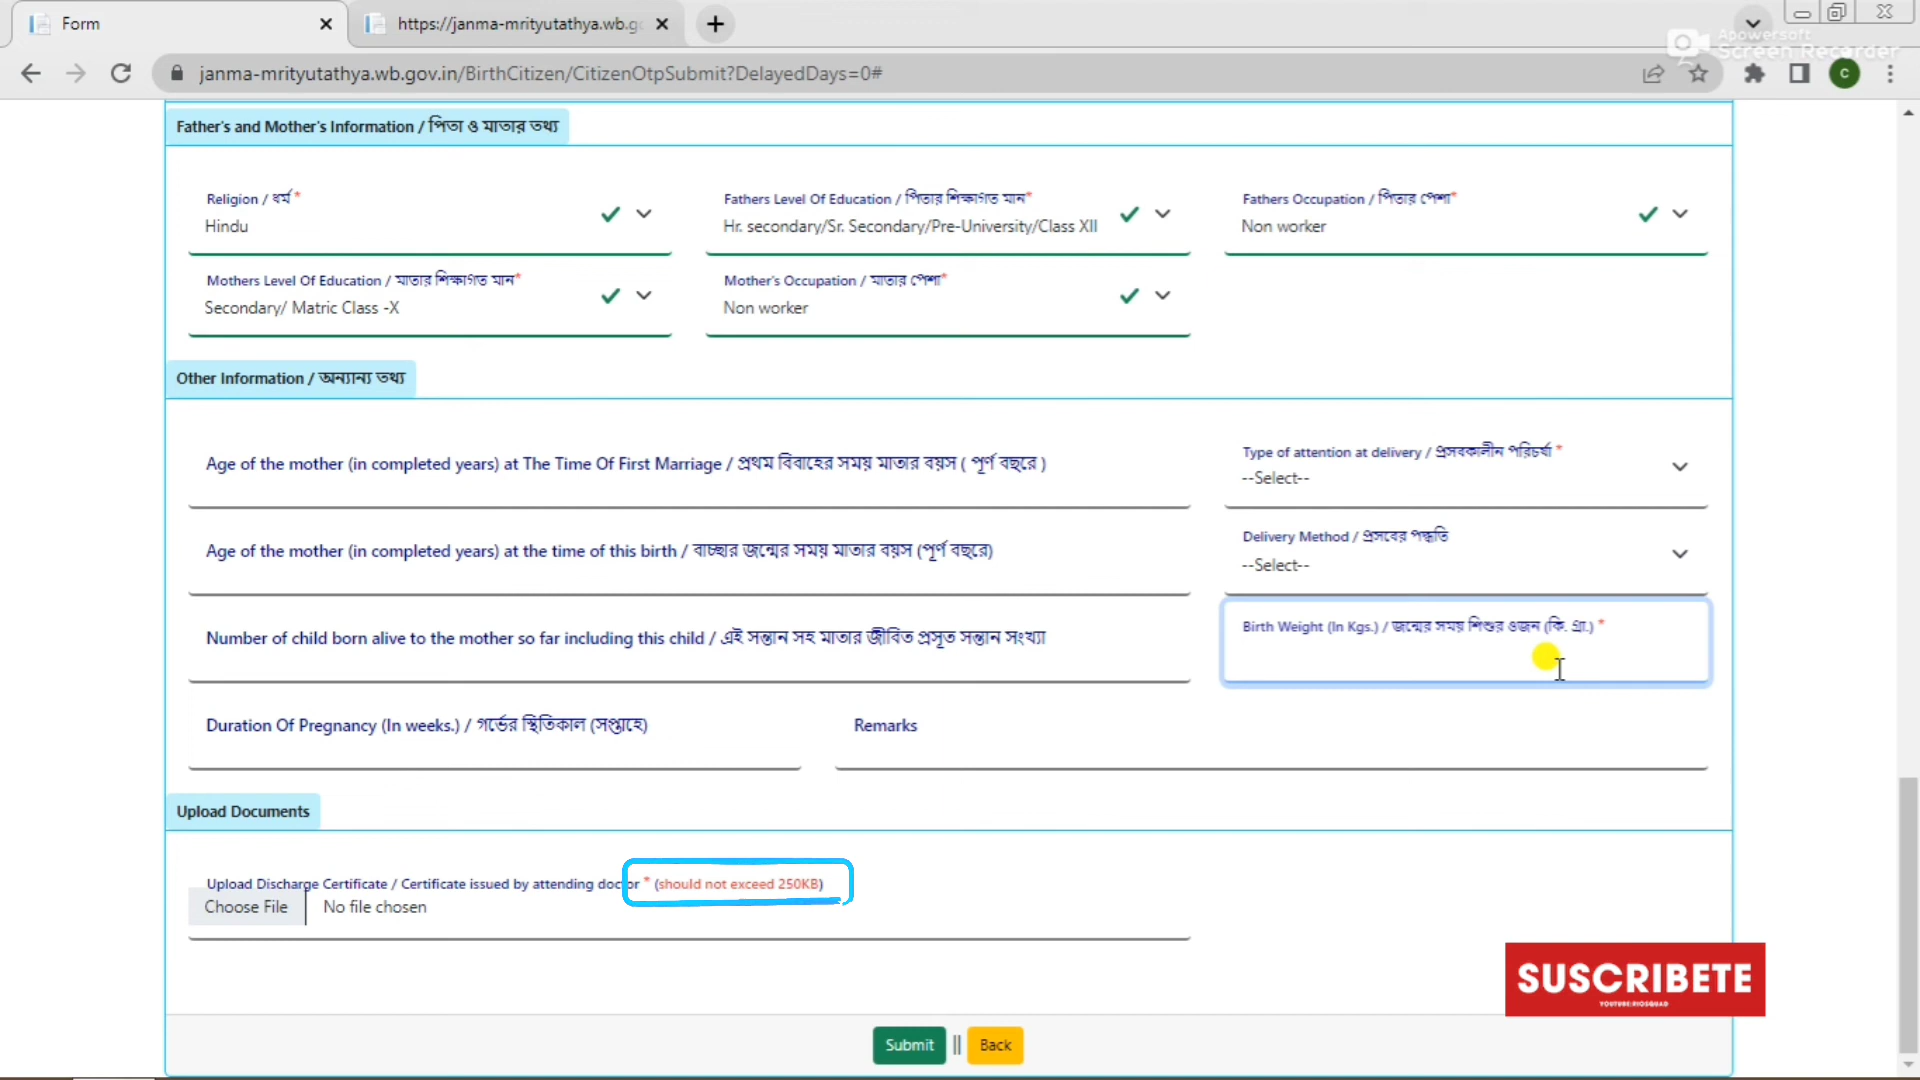 Form
https://janma-mrityutathya.wb.g
Apowersoft
Screen Recorder
janma-mrityutathya.wb.gov.in/BirthCitizen/CitizenOtpSubmit?DelayedDays=0#
C
Father's and Mother's Information / পিতা ও মাতার তথ্য
Religion / ধর্ম *
Hindu
Fathers Level Of Education / পিতার শিক্ষাগত মান*
Hr. secondary/Sr. Secondary/Pre-University/Class XII
Fathers Occupation / পিতার পেশা*
Non worker
Mothers Level Of Education / মাতার শিক্ষাগত মান*
Secondary/ Matric Class -X
Mother's Occupation / মাতার পেশা*
Non worker
Other Information / অন্যান্য তথ্য
Age of the mother (in completed years) at The Time Of First Marriage / প্রথম বিবাহের সময় মাতার বয়স ( পূর্ণ বছরে )
Type of attention at delivery / প্রসবকালীন পরিচর্যা *
--Select--
Age of the mother (in completed years) at the time of this birth / বাচ্ছার জন্মের সময় মাতার বয়স (পূর্ণ বছরে)
Delivery Method / প্রসবের পদ্ধতি
--Select--
Number of child born alive to the mother so far including this child / এই সন্তান সহ মাতার জীবিত প্রসূত সন্তান সংখ্যা
Birth Weight (In Kgs.) / জন্মের সময় শিশুর ওজন (কি. গ্রা.) *
Duration Of Pregnancy (In weeks.) / গর্ভের স্থিতিকাল (সপ্তাহে)
Remarks
Upload Documents
Upload Discharge Certificate / Certificate issued by attending doctor * (should not exceed 250KB)
Choose File No file chosen
SUSCRIBETE
YOUTUBE:RIOSQUAD
Submit || Back